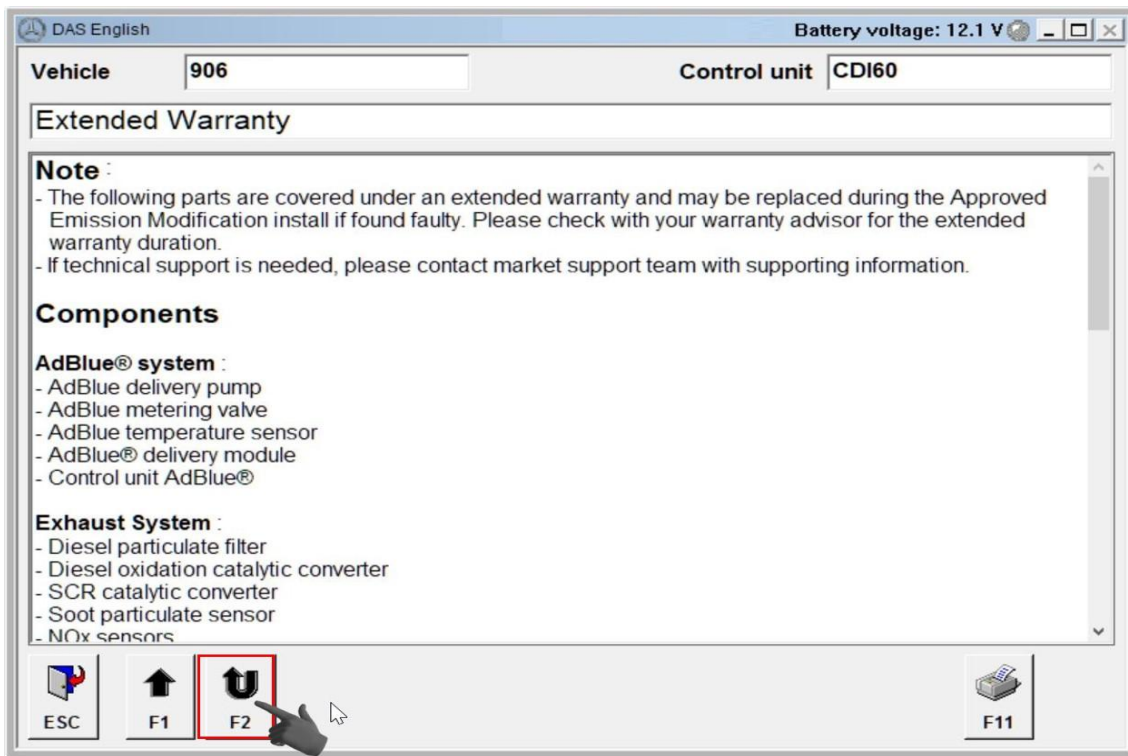 DAS English
Battery voltage: 12.1 V
Vehicle 906
Control unit CDI60
Extended Warranty
Note :
- The following parts are covered under an extended warranty and may be replaced during the Approved
Emission Modification install if found faulty. Please check with your warranty advisor for the extended
warranty duration.
- If technical support is needed, please contact market support team with supporting information.
Components
AdBlue® system :
- AdBlue delivery pump
- AdBlue metering valve
- AdBlue temperature sensor
- AdBlue® delivery module
- Control unit AdBlue®
Exhaust System :
- Diesel particulate filter
- Diesel oxidation catalytic converter
- SCR catalytic converter
- Soot particulate sensor
- NOx sensors
ESC
F1
F2
F11